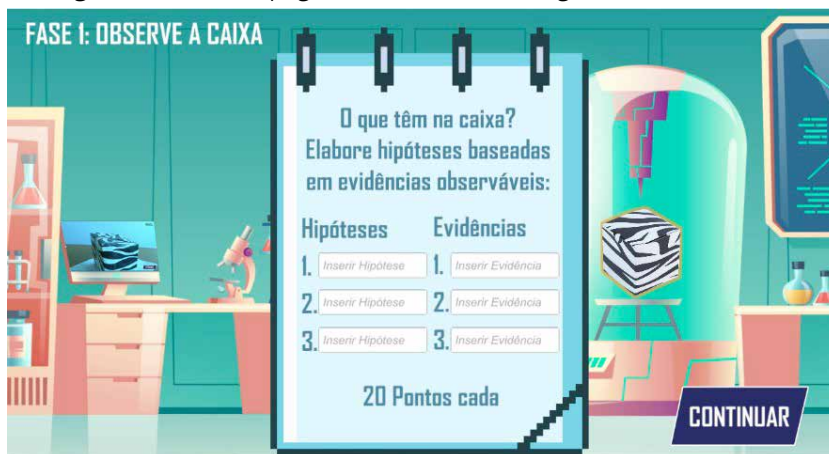 FASE 1: OBSERVE A CAIXA
O que têm na caixa?
Elabore hipóteses baseadas
em evidências observáveis:
Hipóteses Evidências
1. Inserir Hipótese 1. Inserir Evidência
2. Inserir Hipótese 2. Inserir Evidência
3. Inserir Hipótese 3. Inserir Evidência
20 Pontos cada
CONTINUAR